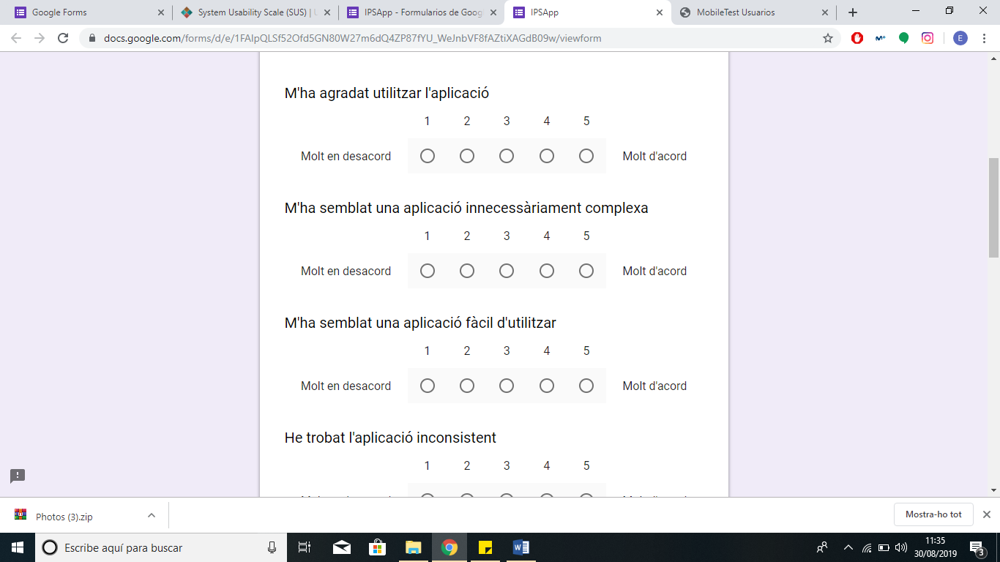 Google Forms
System Usability Scale (SUS) |
IPSApp - Formularios de Goog
IPSApp
MobileTest Usuarios
docs.google.com/forms/d/e/1FAIpQLSf52Ofd5GN80W27m6dQ4ZP87fYU_WeJnbVF8fAZtiXAGdB09w/viewform
E
M'ha agradat utilitzar l'aplicació
1 2 3 4 5
Molt en desacord Molt d'acord
M'ha semblat una aplicació innecessàriament complexa
1 2 3 4 5
Molt en desacord Molt d'acord
M'ha semblat una aplicació fàcil d'utilitzar
1 2 3 4 5
Molt en desacord Molt d'acord
He trobat l'aplicació inconsistent
1 2 3 4 5
Photos (3).zip
Mostra-ho tot
Escribe aquí para buscar
11:35
30/08/2019
3